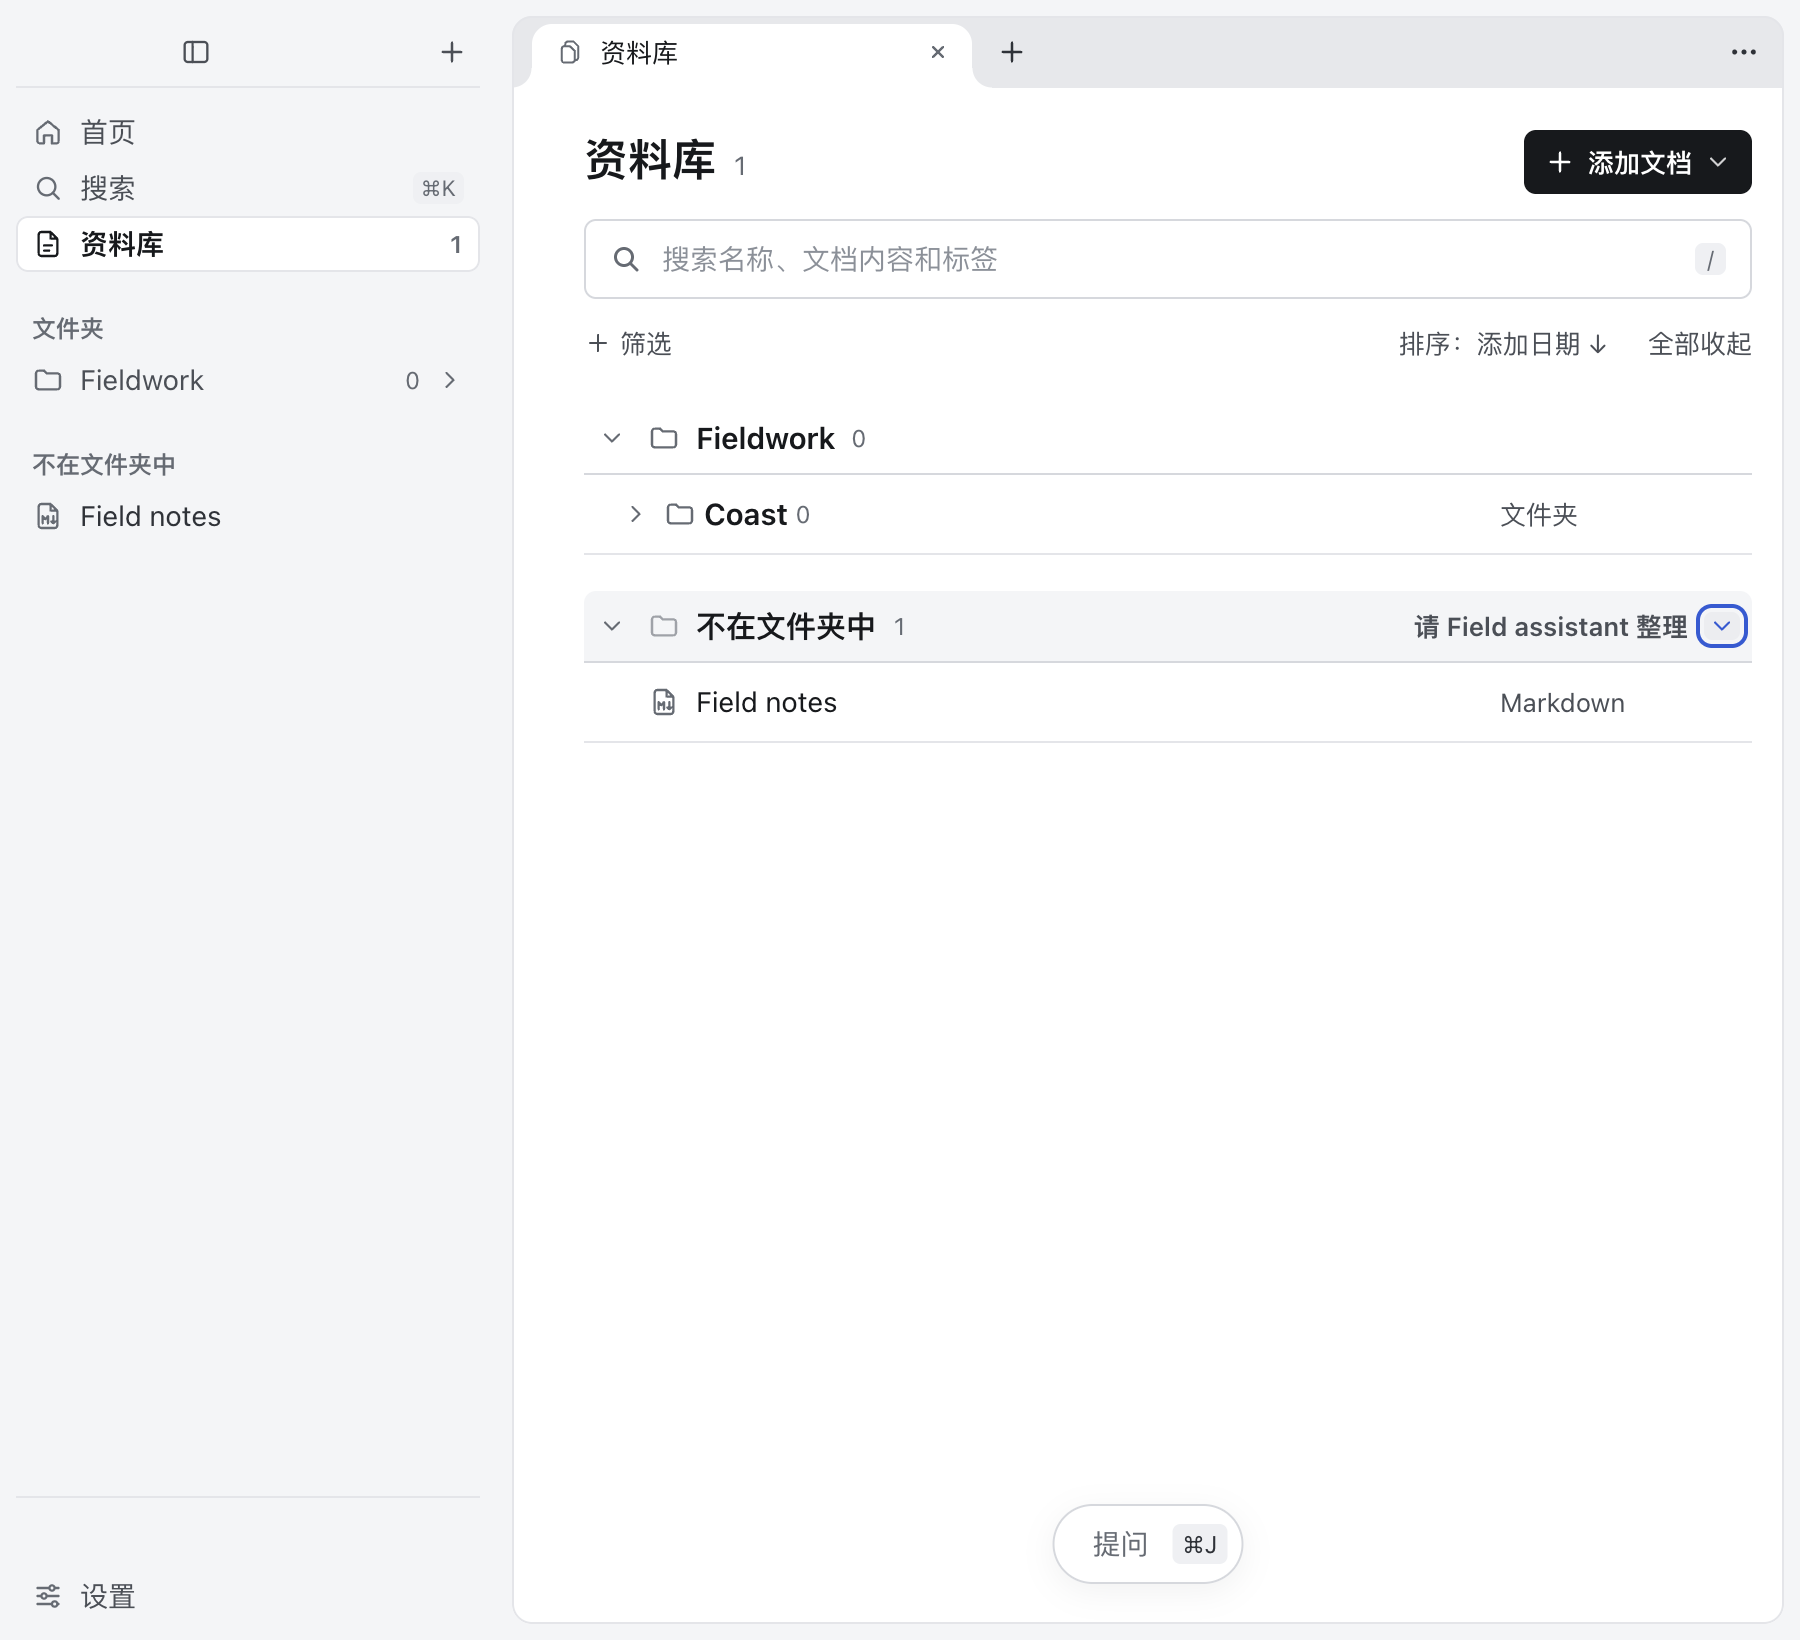 首页
搜索 ⌘K
资料库 1
文件夹
Fieldwork 0
不在文件夹中
Field notes
设置
资料库
资料库 1
添加文档
搜索名称、文档内容和标签 /
筛选
排序：添加日期 ↓ 全部收起
Fieldwork 0
Coast 0 文件夹
不在文件夹中 1 请 Field assistant 整理
Field notes Markdown
提问 ⌘J